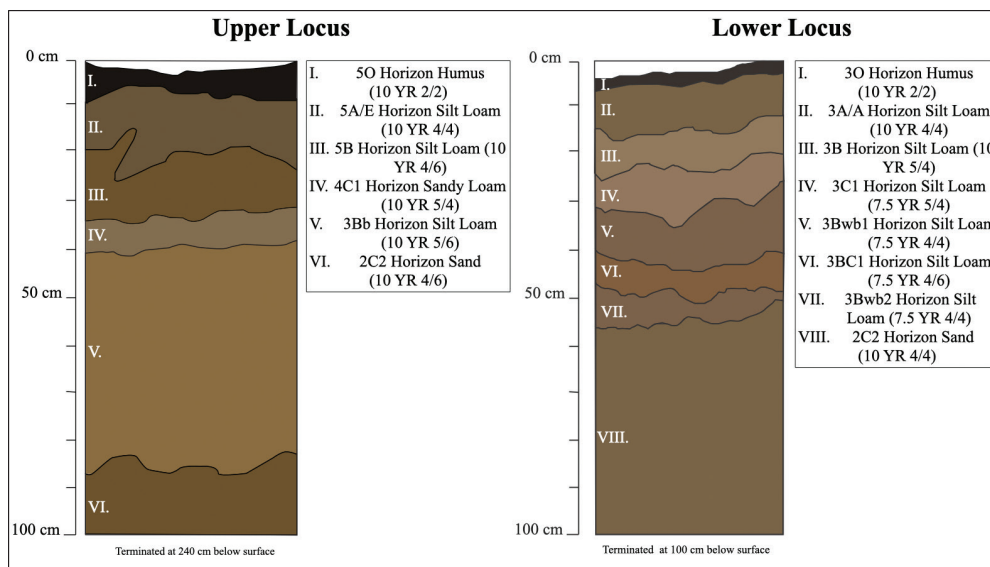 Upper Locus
0 cm
50 cm
100 cm
I.
II.
III.
IV.
V.
VI.
I. 5O Horizon Humus
(10 YR 2/2)
II. 5A/E Horizon Silt Loam
(10 YR 4/4)
III. 5B Horizon Silt Loam (10
YR 4/6)
IV. 4C1 Horizon Sandy Loam
(10 YR 5/4)
V. 3Bb Horizon Silt Loam
(10 YR 5/6)
VI. 2C2 Horizon Sand
(10 YR 4/6)
Terminated at 240 cm below surface
Lower Locus
0 cm
50 cm
100 cm
I.
II.
III.
IV.
V.
VI.
VII.
VIII.
I. 3O Horizon Humus
(10 YR 2/2)
II. 3A/A Horizon Silt Loam
(10 YR 4/4)
III. 3B Horizon Silt Loam (10
YR 5/4)
IV. 3C1 Horizon Silt Loam
(7.5 YR 5/4)
V. 3Bwb1 Horizon Silt Loam
(7.5 YR 4/4)
VI. 3BC1 Horizon Silt Loam
(7.5 YR 4/6)
VII. 3Bwb2 Horizon Silt
Loam (7.5 YR 4/4)
VIII. 2C2 Horizon Sand
(10 YR 4/4)
Terminated at 100 cm below surface